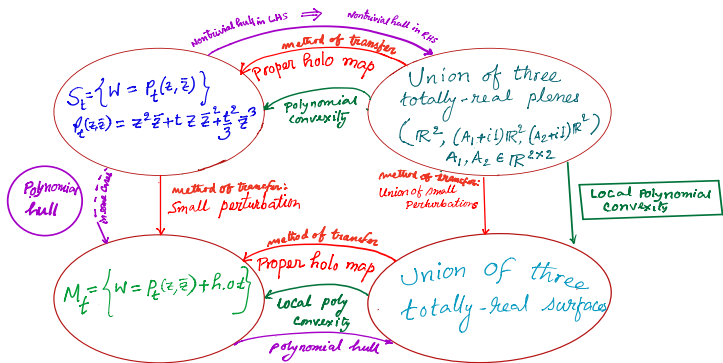 Nontrivial hull in LHS ⟹ Nontrivial hull in RHS
method of transfer
Proper holo map
S_t = { W = P_t(z, z̄) }
P_t(z, z̄) = z² z̄ + t z z̄² + t²/3 z̄³
Polynomial
convexity
Union of three
totally-real planes
(ℝ², (A₁+iI)ℝ², (A₂+iI)ℝ²)
A₁, A₂ ∈ ℝ^{2×2}
Polynomial
hull
in some cases
method of transfer:
Small perturbation
method of transfer:
Union of small
Perturbations
Local Polynomial
Convexity
method of transfer
Proper holo map
M_t = { W = P_t(z, z̄) + h.o.t }
Local poly
Convexity
Union of three
totally-real surfaces
polynomial hull